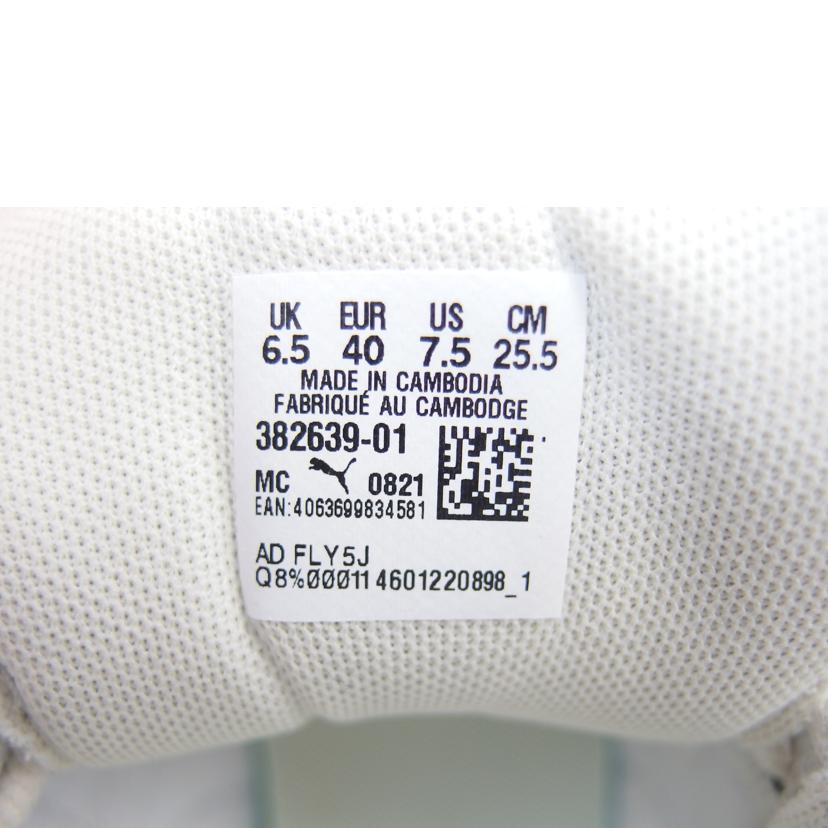 UK EUR US CM
6.5 40 7.5 25.5
MADE IN CAMBODIA
FABRIQUÉ AU CAMBODGE
382639-01
MC 0821
EAN:4063699834581
AD FLY5J
Q8%ØØØ114601220898_1